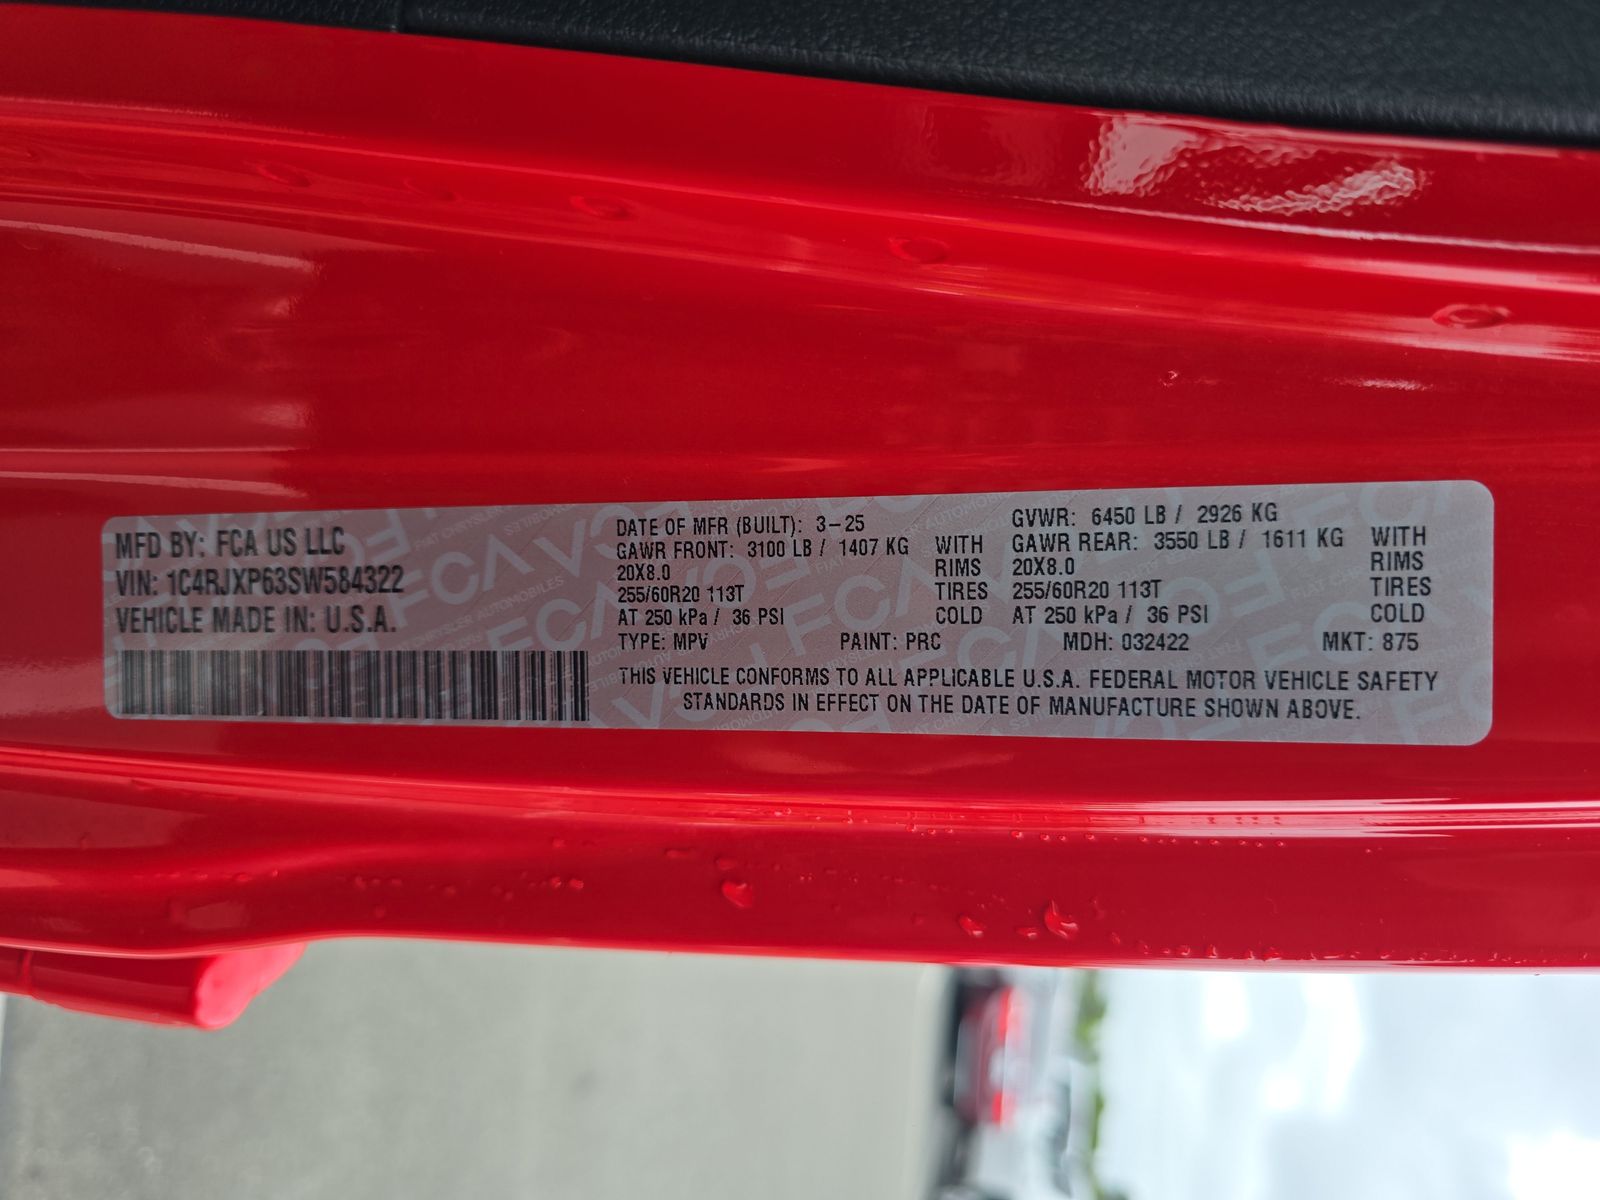 MFD BY: FCA US LLC
VIN: 1C4RJXP63SW584322
VEHICLE MADE IN: U.S.A.
DATE OF MFR (BUILT): 3-25
GAWR FRONT: 3100 LB / 1407 KG WITH
20X8.0 RIMS
255/60R20 113T TIRES
AT 250 kPa / 36 PSI COLD
GVWR: 6450 LB / 2926 KG
GAWR REAR: 3550 LB / 1611 KG WITH
20X8.0 RIMS
255/60R20 113T TIRES
AT 250 kPa / 36 PSI COLD
TYPE: MPV PAINT: PRC MDH: 032422 MKT: 875
THIS VEHICLE CONFORMS TO ALL APPLICABLE U.S.A. FEDERAL MOTOR VEHICLE SAFETY
STANDARDS IN EFFECT ON THE DATE OF MANUFACTURE SHOWN ABOVE.